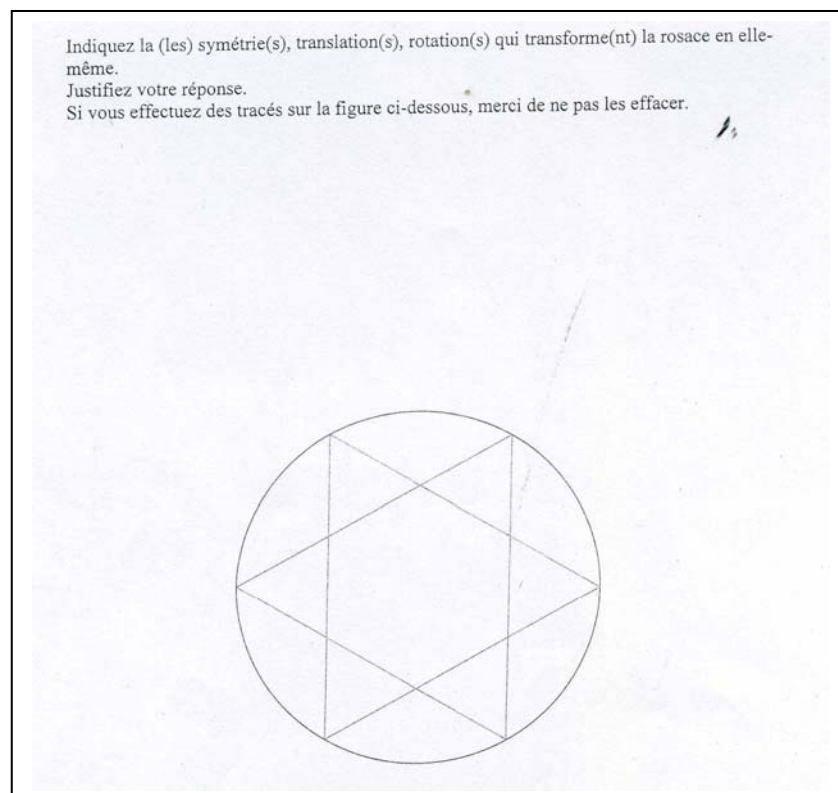 Indiquez la (les) symétrie(s), translation(s), rotation(s) qui transforme(nt) la rosace en elle-
même.
Justifiez votre réponse.
Si vous effectuez des tracés sur la figure ci-dessous, merci de ne pas les effacer.